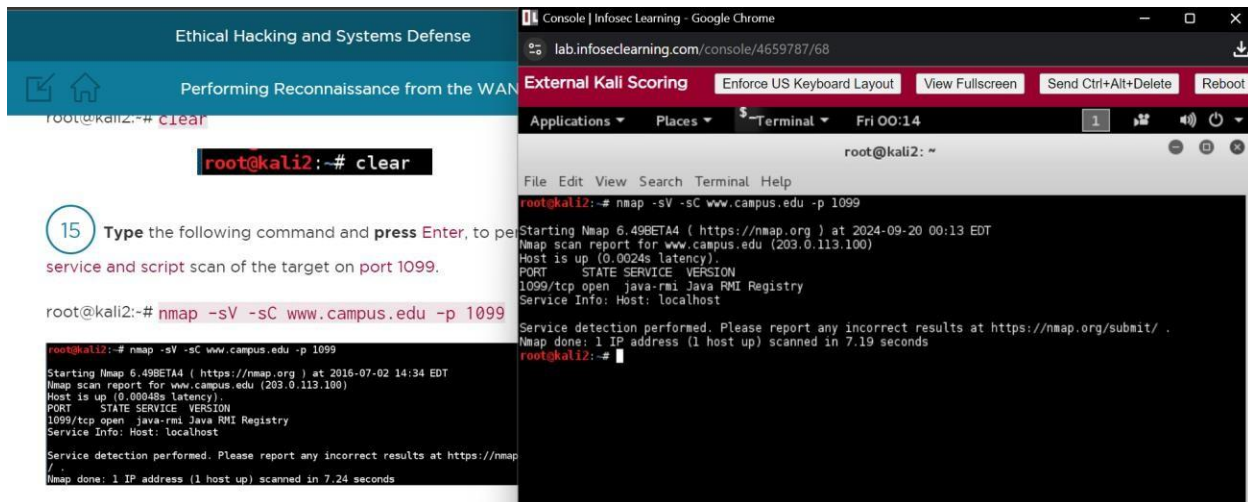 Ethical Hacking and Systems Defense
Performing Reconnaissance from the WAN
root@kali2:~# clear
root@kali2:~# clear
15 Type the following command and press Enter, to pe
service and script scan of the target on port 1099.
root@kali2:~# nmap -sV -sC www.campus.edu -p 1099
root@kali2:~# nmap -sV -sC www.campus.edu -p 1099
Starting Nmap 6.49BETA4 ( https://nmap.org ) at 2016-07-02 14:34 EDT
Nmap scan report for www.campus.edu (203.0.113.100)
Host is up (0.00048s latency).
PORT STATE SERVICE VERSION
1099/tcp open java-rmi Java RMI Registry
Service Info: Host: localhost
Service detection performed. Please report any incorrect results at https://nmap
/ .
Nmap done: 1 IP address (1 host up) scanned in 7.24 seconds
Console | Infosec Learning - Google Chrome
lab.infoseclearning.com/console/4659787/68
External Kali Scoring Enforce US Keyboard Layout View Fullscreen Send Ctrl+Alt+Delete Reboot
Applications Places Terminal Fri 00:14 1
root@kali2: ~
File Edit View Search Terminal Help
root@kali2:~# nmap -sV -sC www.campus.edu -p 1099
Starting Nmap 6.49BETA4 ( https://nmap.org ) at 2024-09-20 00:13 EDT
Nmap scan report for www.campus.edu (203.0.113.100)
Host is up (0.0024s latency).
PORT STATE SERVICE VERSION
1099/tcp open java-rmi Java RMI Registry
Service Info: Host: localhost
Service detection performed. Please report any incorrect results at https://nmap.org/submit/ .
Nmap done: 1 IP address (1 host up) scanned in 7.19 seconds
root@kali2:~#